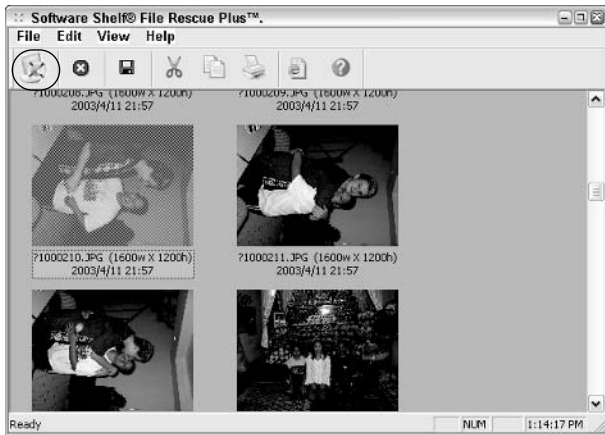 Software Shelf® File Rescue Plus™.
File Edit View Help
?1000208.JPG (1600w X 1200h)
2003/4/11 21:57
?1000209.JPG (1600w X 1200h)
2003/4/11 21:57
?1000210.JPG (1600w X 1200h)
2003/4/11 21:57
?1000211.JPG (1600w X 1200h)
2003/4/11 21:57
Ready NUM 1:14:17 PM